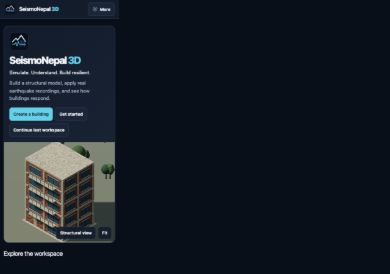 SeismoNepal 3D
More
SeismoNepal 3D
Simulate. Understand. Build resilient.
Build a structural model, apply real
earthquake recordings, and see how
buildings respond.
Create a building
Get started
Continue last workspace
Structural view
Fit
Explore the workspace